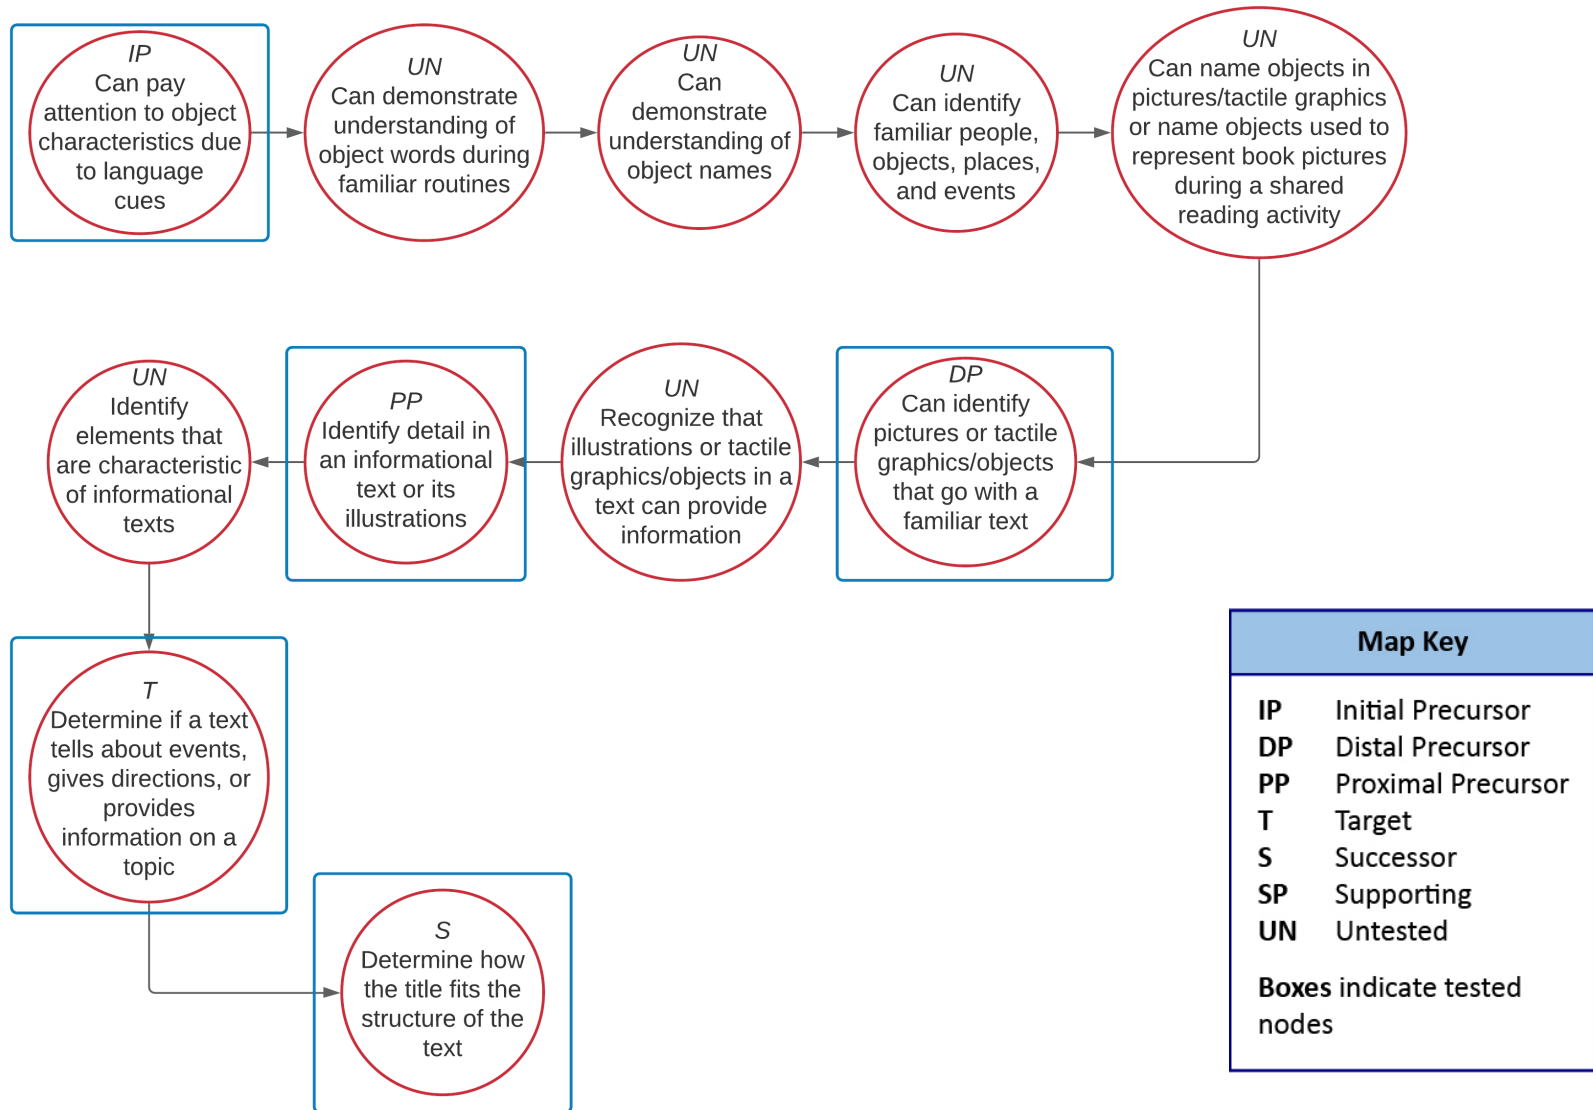 IP
Can pay
attention to object
characteristics due
to language
cues
UN
Can demonstrate
understanding of
object words during
familiar routines
UN
Can
demonstrate
understanding of
object names
UN
Can identify
familiar people,
objects, places,
and events
UN
Can name objects in
pictures/tactile graphics
or name objects used to
represent book pictures
during a shared
reading activity
DP
Can identify
pictures or tactile
graphics/objects
that go with a
familiar text
UN
Recognize that
illustrations or tactile
graphics/objects in a
text can provide
information
PP
Identify detail in
an informational
text or its
illustrations
UN
Identify
elements that
are characteristic
of informational
texts
T
Determine if a text
tells about events,
gives directions, or
provides
information on a
topic
S
Determine how
the title fits the
structure of the
text
Map Key
IP Initial Precursor
DP Distal Precursor
PP Proximal Precursor
T Target
S Successor
SP Supporting
UN Untested
Boxes indicate tested
nodes